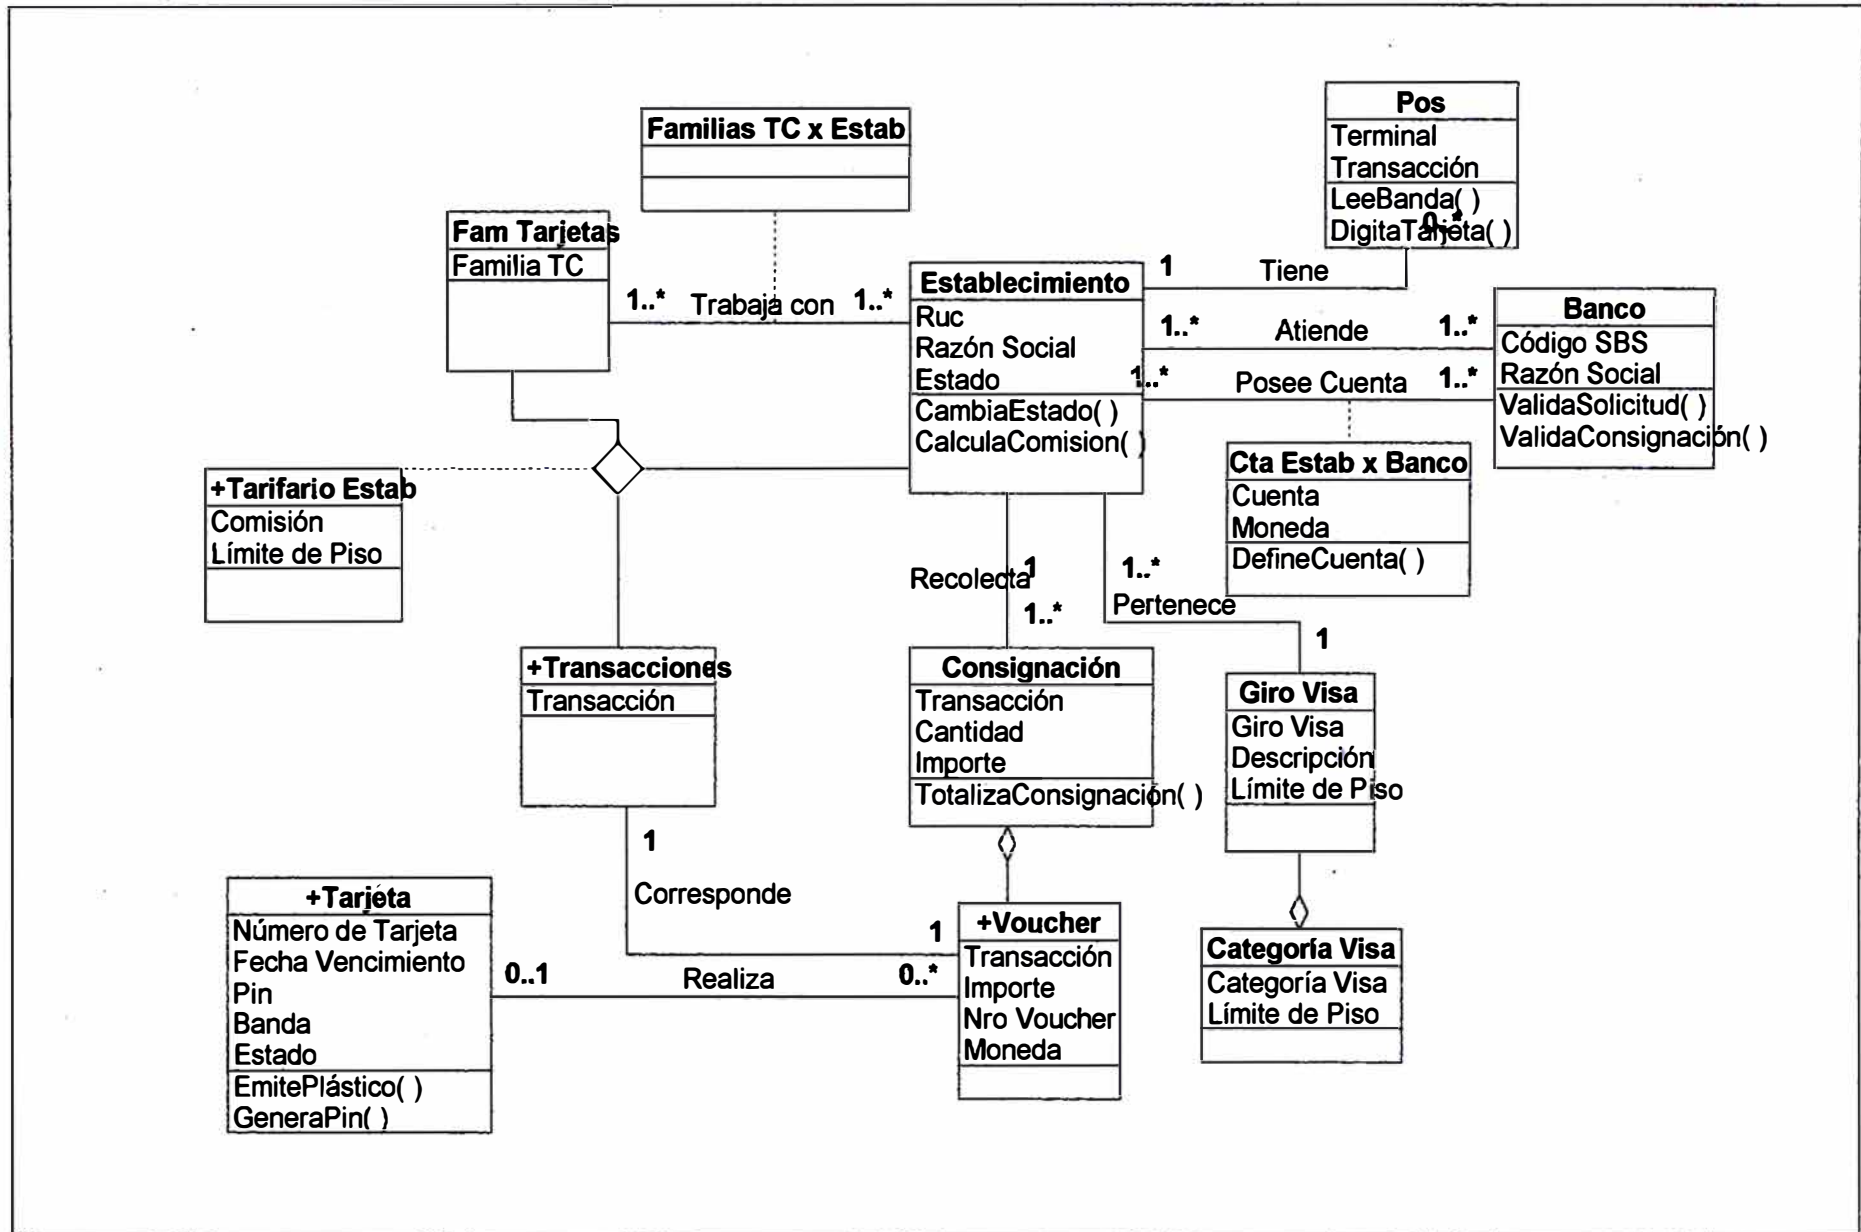 Pos
Terminal
Transacción
LeeBanda( )
DigitaTarjeta( )
0..*
Familias TC x Estab
Fam Tarjetas
Familia TC
1..*
Trabaja con
1..*
Establecimiento
Ruc
Razón Social
Estado
CambiaEstado( )
CalculaComision( )
1
Tiene
1..*
Atiende
1..*
1..*
Posee Cuenta
1..*
Banco
Código SBS
Razón Social
ValidaSolicitud( )
ValidaConsignación( )
Cta Estab x Banco
Cuenta
Moneda
DefineCuenta( )
+Tarifario Estab
Comisión
Límite de Piso
Recolecta
1
1..*
1..*
Pertenece
1
+Transacciones
Transacción
Consignación
Transacción
Cantidad
Importe
TotalizaConsignación( )
Giro Visa
Giro Visa
Descripción
Límite de Piso
1
Corresponde
1
+Tarjeta
Número de Tarjeta
Fecha Vencimiento
Pin
Banda
Estado
EmitePlástico( )
GeneraPin( )
0..1
Realiza
0..*
+Voucher
Transacción
Importe
Nro Voucher
Moneda
Categoría Visa
Categoría Visa
Límite de Piso